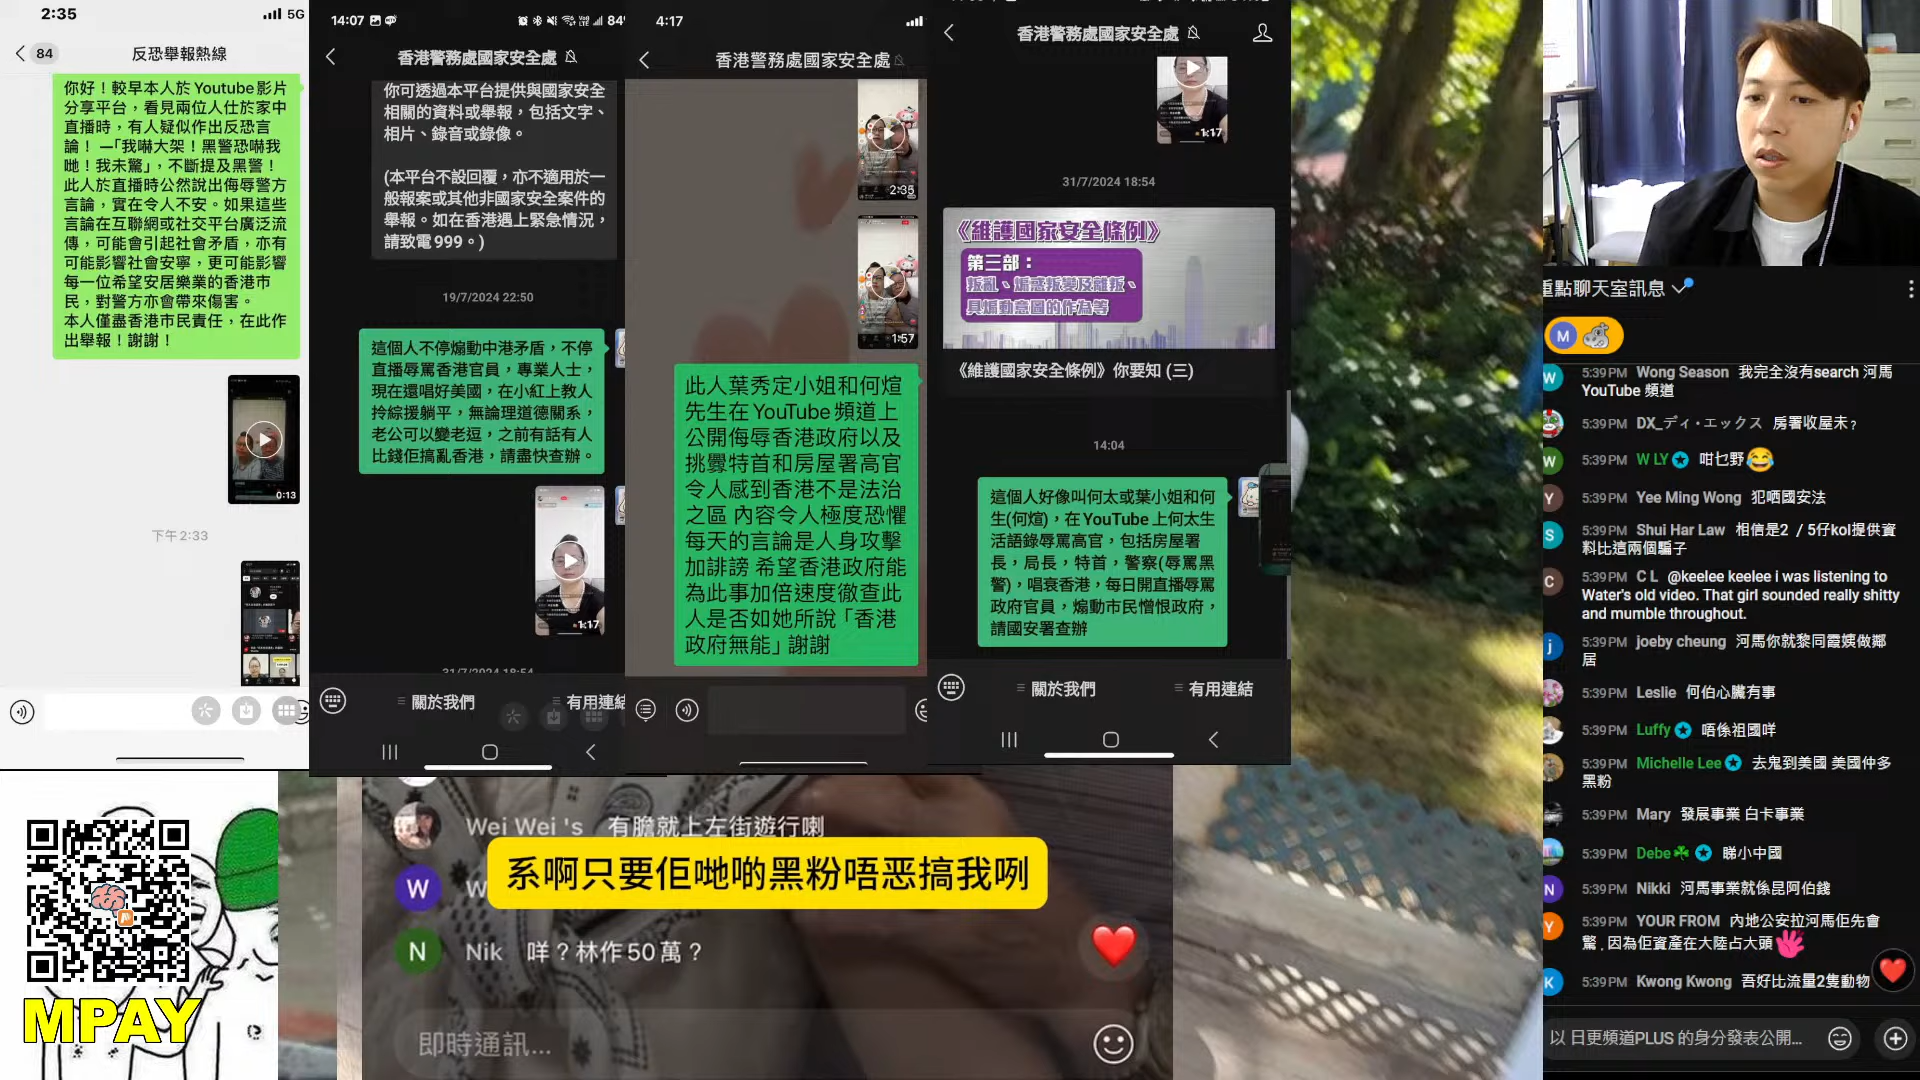 2:35
5G
84
反恐舉報熱線
你好！較早本人於Youtube影片
分享平台，看見兩位人仕於家中
直播時，有人疑似作出反恐言
論！—「我嚇大架！黑警恐嚇我
哋！我未驚」，不斷提及黑警！
此人於直播時公然說出侮辱警方
言論，實在令人不安。如果這些
言論在互聯網或社交平台廣泛流
傳，可能會引起社會矛盾，亦有
可能影響社會安寧，更可能影響
每一位希望安居樂業的香港市
民，對警方亦會帶來傷害。
本人僅盡香港市民責任，在此作
出舉報！謝謝！
0:13
下午2:33
14:07
香港警務處國家安全處
你可透過本平台提供與國家安全
相關的資料或舉報，包括文字、
相片、錄音或錄像。
(本平台不設回覆，亦不適用於一
般報案或其他非國家安全案件的
舉報。如在香港遇上緊急情況，
請致電999。)
19/7/2024 22:50
這個人不停煽動中港矛盾，不停
直播辱罵香港官員，專業人士，
現在還唱好美國，在小紅上教人
拎綜援躺平，無論理道德關系，
老公可以變老逗，之前有話有人
比錢佢搞亂香港，請盡快查辦。
1:17
31/7/2024 18:54
關於我們
有用連結
4:17
香港警務處國家安全處
2:35
1:57
此人葉秀定小姐和何煊
先生在YouTube頻道上
公開侮辱香港政府以及
挑釁特首和房屋署高官
令人感到香港不是法治
之區 內容令人極度恐懼
每天的言論是人身攻擊
加誹謗 希望香港政府能
為此事加倍速度徹查此
人是否如她所說「香港
政府無能」謝謝
香港警務處國家安全處
1:17
31/7/2024 18:54
《維護國家安全條例》
第三部：
叛亂、煽惑叛變及離叛、
具煽動意圖的作為等
《維護國家安全條例》你要知 (三)
14:04
這個人好像叫何太或葉小姐和何
生(何煊)，在YouTube上何太生
活語錄辱罵高官，包括房屋署
長，局長，特首，警察(辱罵黑
警)，唱衰香港，每日開直播辱罵
政府官員，煽動市民憎恨政府，
請國安署查辦
關於我們
有用連結
MPAY
Wei Wei 's 有膽就上左街遊行喇
系啊只要佢哋啲黑粉唔恶搞我咧
Nik 咩？林作50萬？
即時通訊...
重點聊天室訊息
5:39 PM Wong Season 我完全沒有search 河馬
YouTube 頻道
5:39 PM DX_ディ・エックス 房署收屋未？
5:39 PM W LY 咁乜野😂
5:39 PM Yee Ming Wong 犯哂國安法
5:39 PM Shui Har Law 相信是2 / 5仔kol提供資
料比這兩個騙子
5:39 PM C L @keelee keelee i was listening to
Water's old video. That girl sounded really shitty
and mumble throughout.
5:39 PM joeby cheung 河馬你就黎同霞姨做鄰
居
5:39 PM Leslie 何伯心臟有事
5:39 PM Luffy 唔係祖國咩
5:39 PM Michelle Lee 去鬼到美國 美國仲多
黑粉
5:39 PM Mary 發展事業 白卡事業
5:39 PM Debe☘ 睇小中國
5:39 PM Nikki 河馬事業就係昆阿伯錢
5:39 PM YOUR FROM 內地公安拉河馬佢先會
驚 , 因為佢資產在大陸占大頭
5:39 PM Kwong Kwong 吾好比流量2隻動物
以 日更頻道PLUS 的身分發表公開...